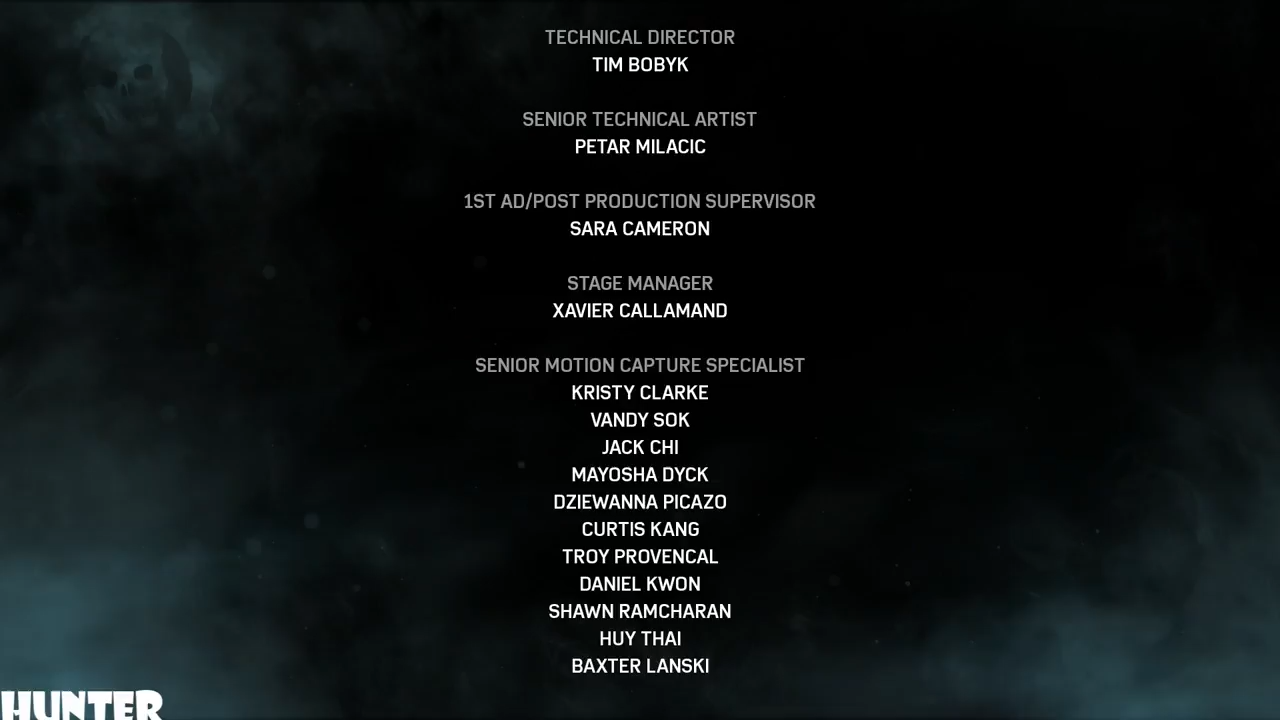 TECHNICAL DIRECTOR
TIM BOBYK
SENIOR TECHNICAL ARTIST
PETAR MILACIC
1ST AD/POST PRODUCTION SUPERVISOR
SARA CAMERON
STAGE MANAGER
XAVIER CALLAMAND
SENIOR MOTION CAPTURE SPECIALIST
KRISTY CLARKE
VANDY SOK
JACK CHI
MAYOSHA DYCK
DZIEWANNA PICAZO
CURTIS KANG
TROY PROVENCAL
DANIEL KWON
SHAWN RAMCHARAN
HUY THAI
BAXTER LANSKI
HUNTER